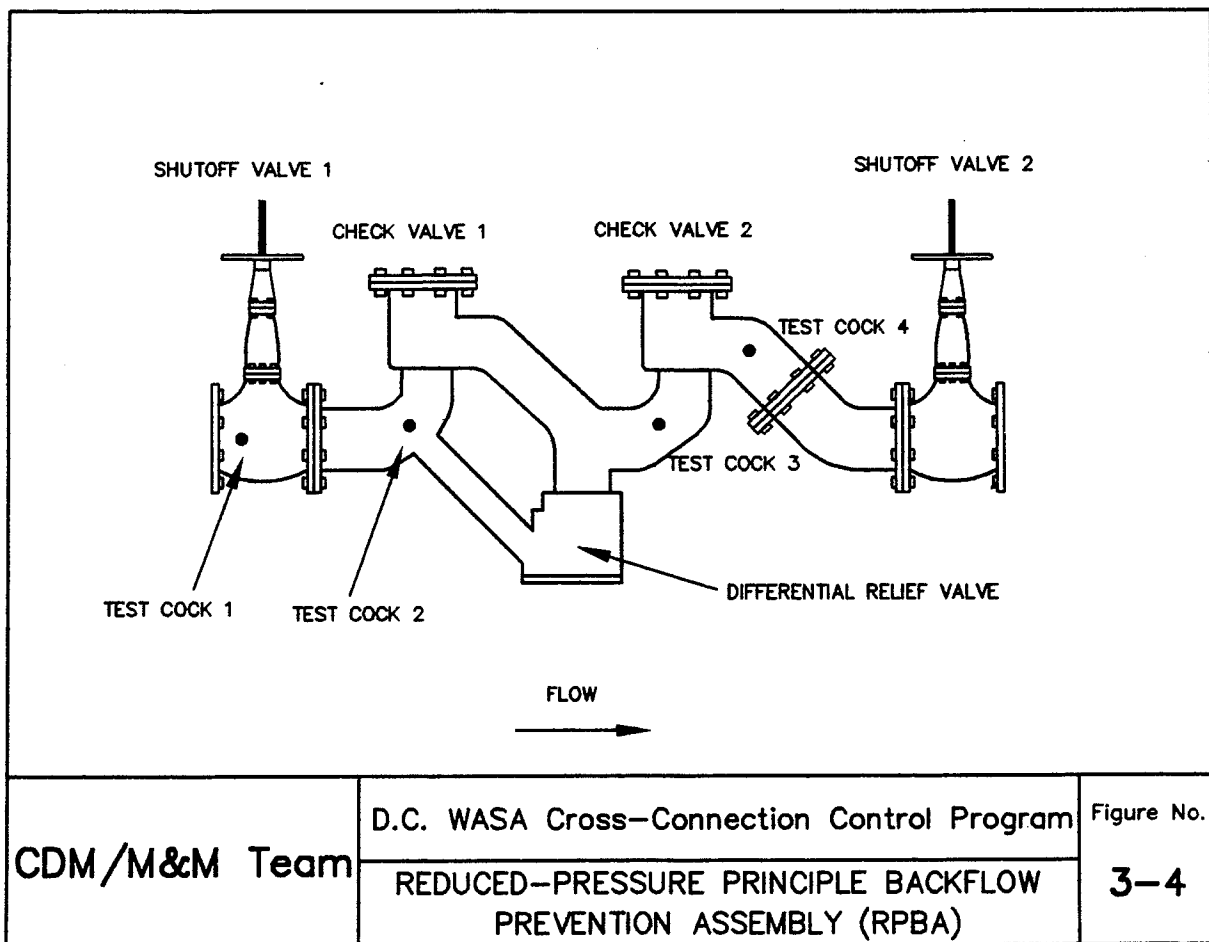 SHUTOFF VALVE 1
SHUTOFF VALVE 2
CHECK VALVE 1
CHECK VALVE 2
TEST COCK 4
TEST COCK 3
TEST COCK 1
TEST COCK 2
DIFFERENTIAL RELIEF VALVE
FLOW
CDM/M&M Team
D.C. WASA Cross-Connection Control Program
REDUCED-PRESSURE PRINCIPLE BACKFLOW
PREVENTION ASSEMBLY (RPBA)
Figure No.
3-4